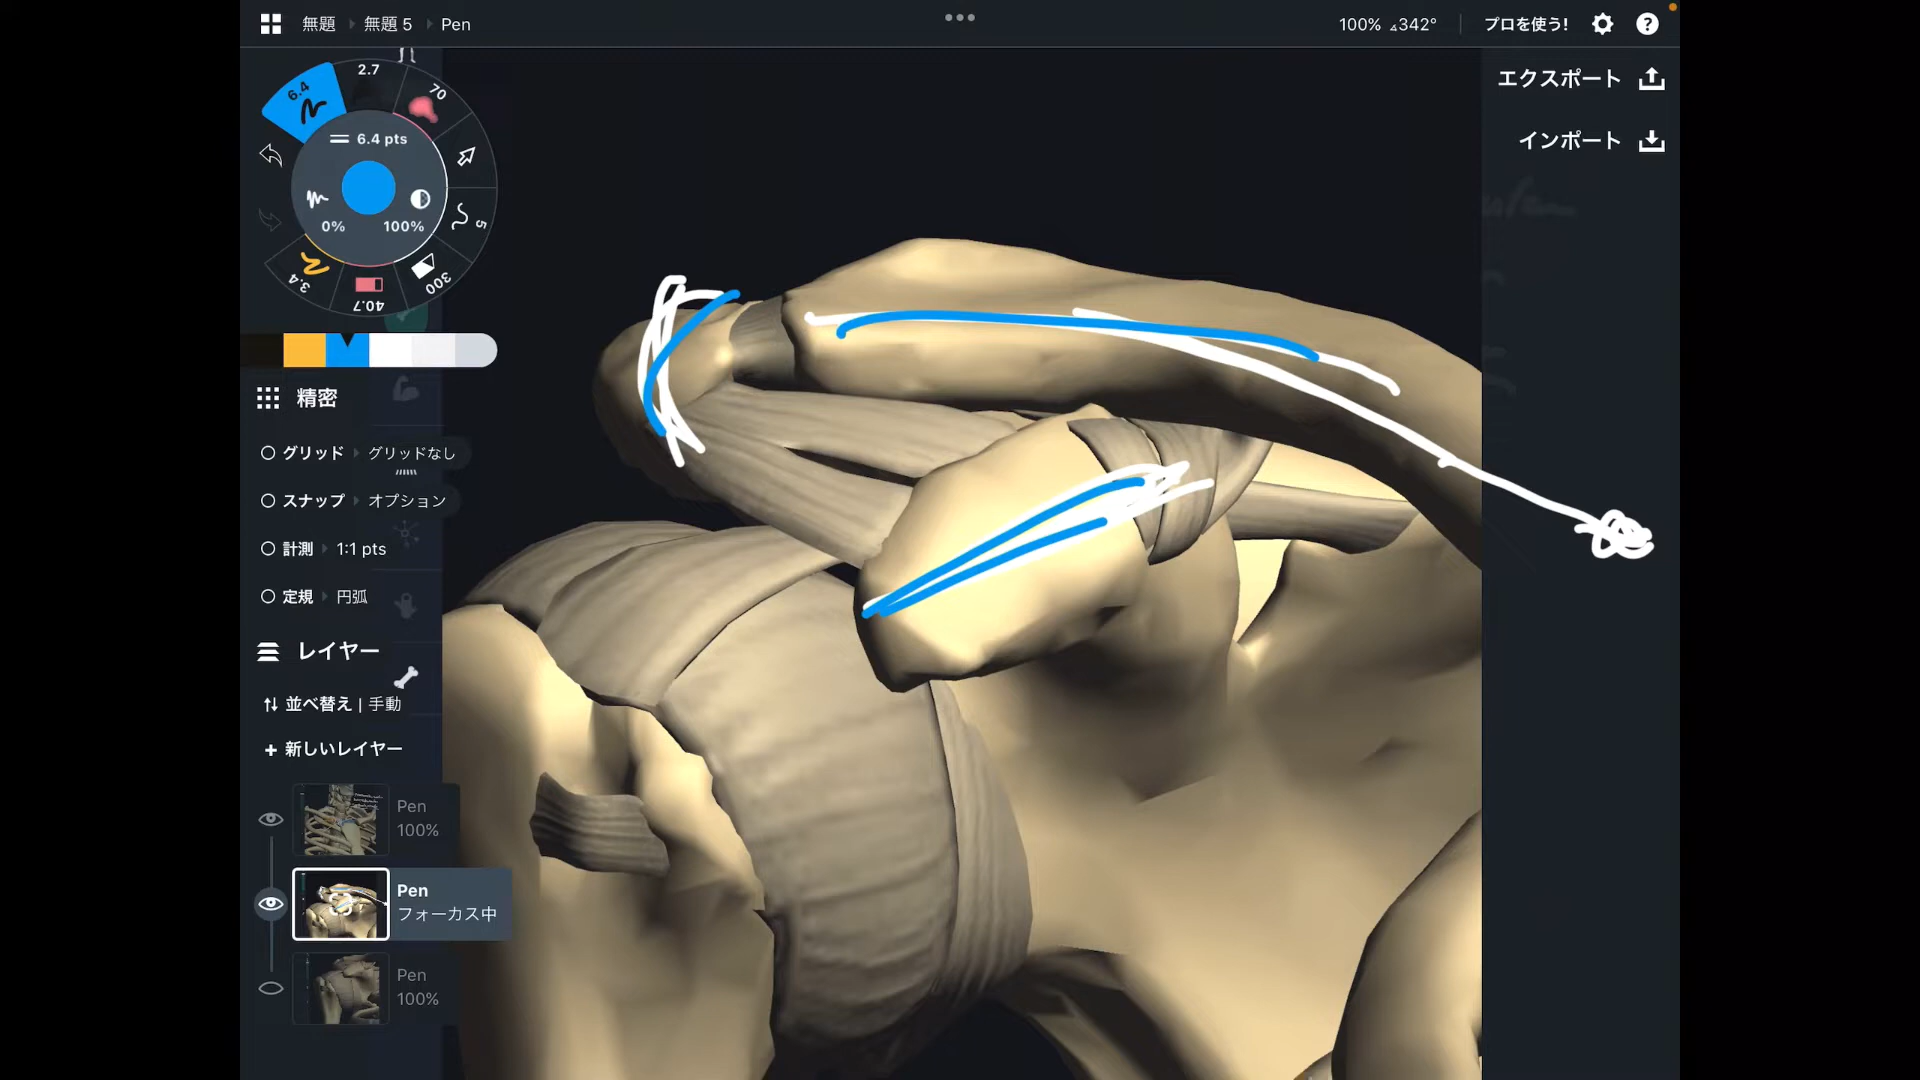 無題 無題 5 Pen
100% ⊿342°
プロを使う!
エクスポート
インポート
2.7
6.4
70
6.4 pts
5
0%
100%
300
40.7
3.4
精密
グリッド グリッドなし
スナップ オプション
計測 1:1 pts
定規 円弧
レイヤー
並べ替え | 手動
+ 新しいレイヤー
Pen
100%
Pen
フォーカス中
Pen
100%